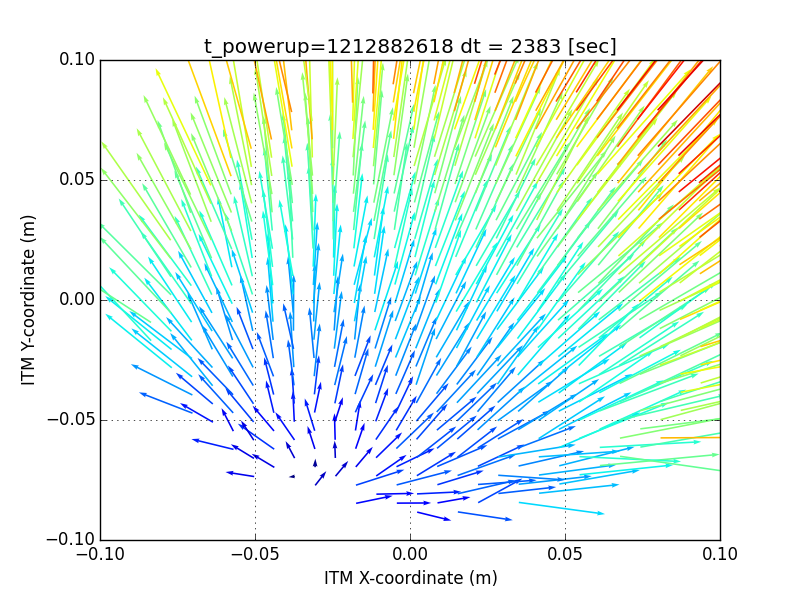 t_powerup=1212882618 dt = 2383 [sec]
0.10
0.05
0.00
−0.05
−0.10
ITM Y-coordinate (m)
−0.10 −0.05 0.00 0.05 0.10
ITM X-coordinate (m)